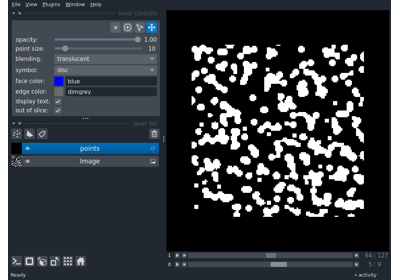 File View Plugins Window Help
layer controls
opacity: 1.00
point size: 10
blending: translucent
symbol: disc
face color: blue
edge color: dimgrey
display text:
out of slice:
layer list
points
Image
1 64 127
0 5 9
Ready activity